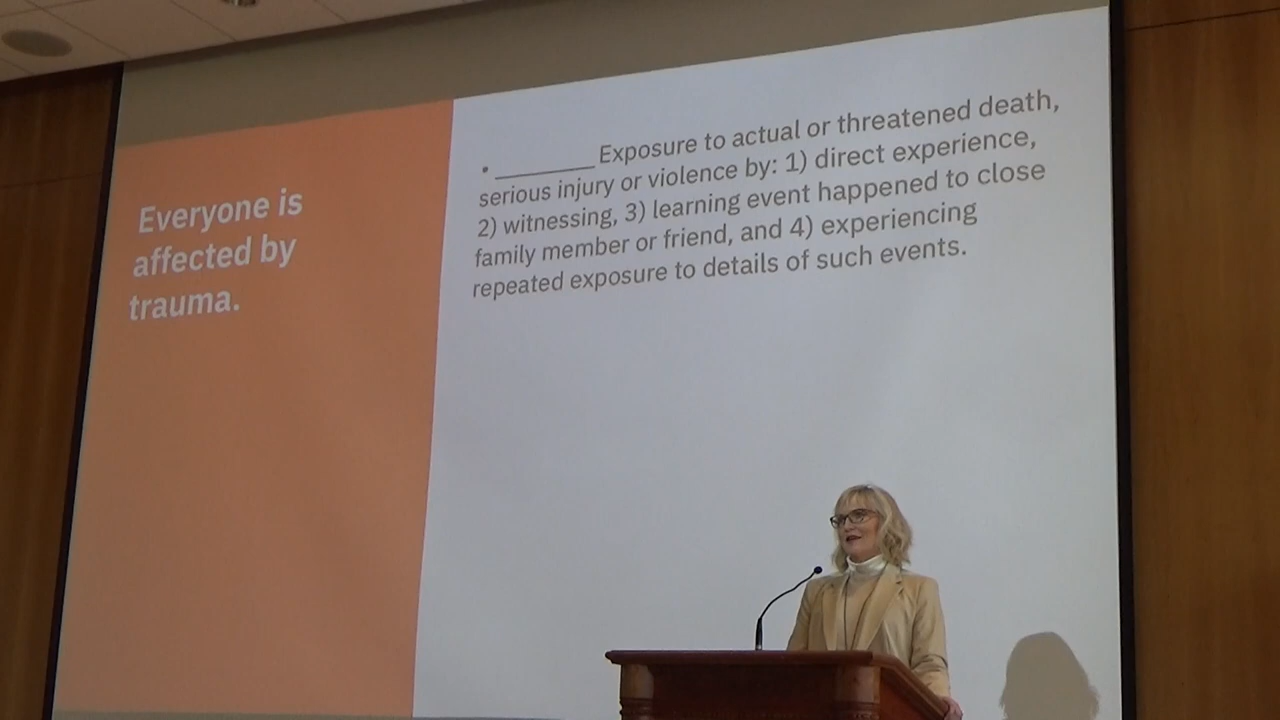 Everyone is
affected by
trauma.
• ________ Exposure to actual or threatened death,
serious injury or violence by: 1) direct experience,
2) witnessing, 3) learning event happened to close
family member or friend, and 4) experiencing
repeated exposure to details of such events.